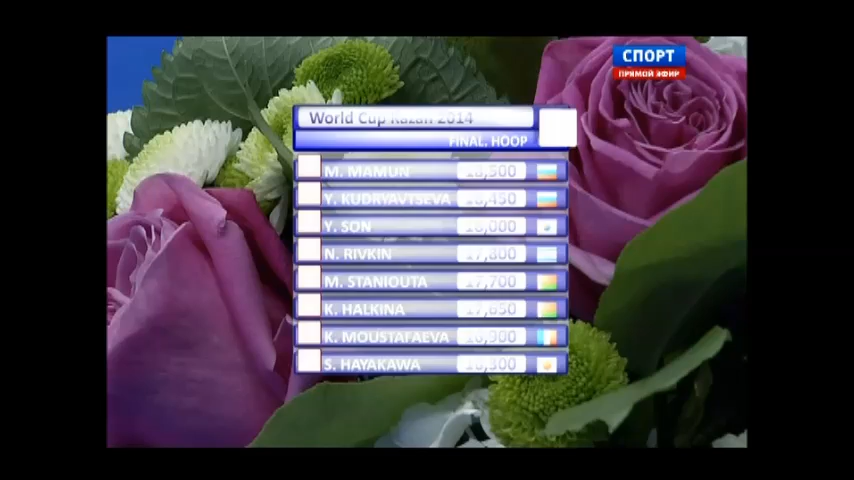 СПОРТ
ПРЯМОЙ ЭФИР
World Cup Kazan 2014
FINAL. HOOP
M. MAMUN 18,500
Y. KUDRYAVTSEVA 18,450
Y. SON 18,000
N. RIVKIN 17,800
M. STANIOUTA 17,700
K. HALKINA 17,650
K. MOUSTAFAEVA 16,900
S. HAYAKAWA 16,300